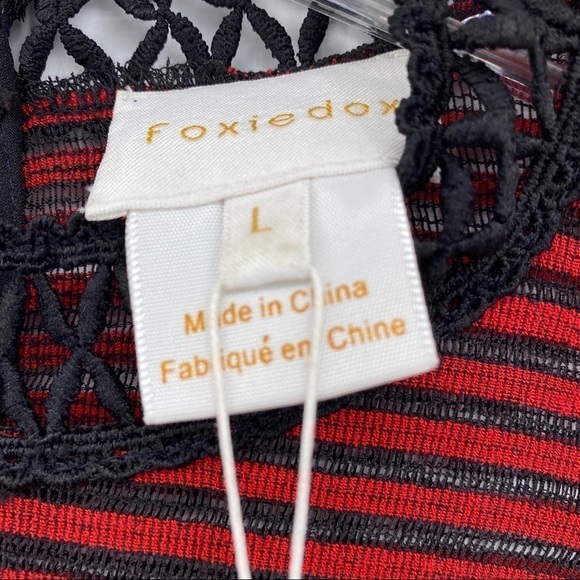 Foxiedox
L
Made in China
Fabriqué en Chine